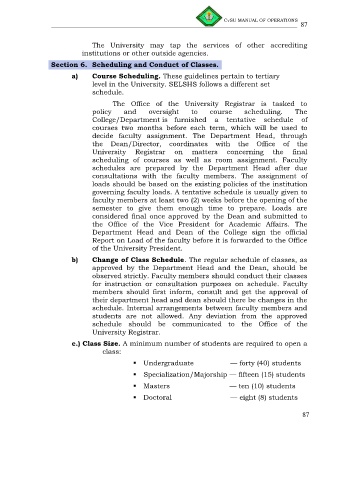 CvSU MANUAL OF OPERATIONS
87
The University may tap the services of other accrediting
institutions or other outside agencies.
Section 6. Scheduling and Conduct of Classes.
a) Course Scheduling. These guidelines pertain to tertiary
level in the University. SELSHS follows a different set
schedule.
The Office of the University Registrar is tasked to
policy and oversight to course scheduling. The
College/Department is furnished a tentative schedule of
courses two months before each term, which will be used to
decide faculty assignment. The Department Head, through
the Dean/Director, coordinates with the Office of the
University Registrar on matters concerning the final
scheduling of courses as well as room assignment. Faculty
schedules are prepared by the Department Head after due
consultations with the faculty members. The assignment of
loads should be based on the existing policies of the institution
governing faculty loads. A tentative schedule is usually given to
faculty members at least two (2) weeks before the opening of the
semester to give them enough time to prepare. Loads are
considered final once approved by the Dean and submitted to
the Office of the Vice President for Academic Affairs. The
Department Head and Dean of the College sign the official
Report on Load of the faculty before it is forwarded to the Office
of the University President.
b) Change of Class Schedule. The regular schedule of classes, as
approved by the Department Head and the Dean, should be
observed strictly. Faculty members should conduct their classes
for instruction or consultation purposes on schedule. Faculty
members should first inform, consult and get the approval of
their department head and dean should there be changes in the
schedule. Internal arrangements between faculty members and
students are not allowed. Any deviation from the approved
schedule should be communicated to the Office of the
University Registrar.
c.) Class Size. A minimum number of students are required to open a
class:
• Undergraduate — forty (40) students
• Specialization/Majorship — fifteen (15) students
• Masters — ten (10) students
• Doctoral — eight (8) students
87